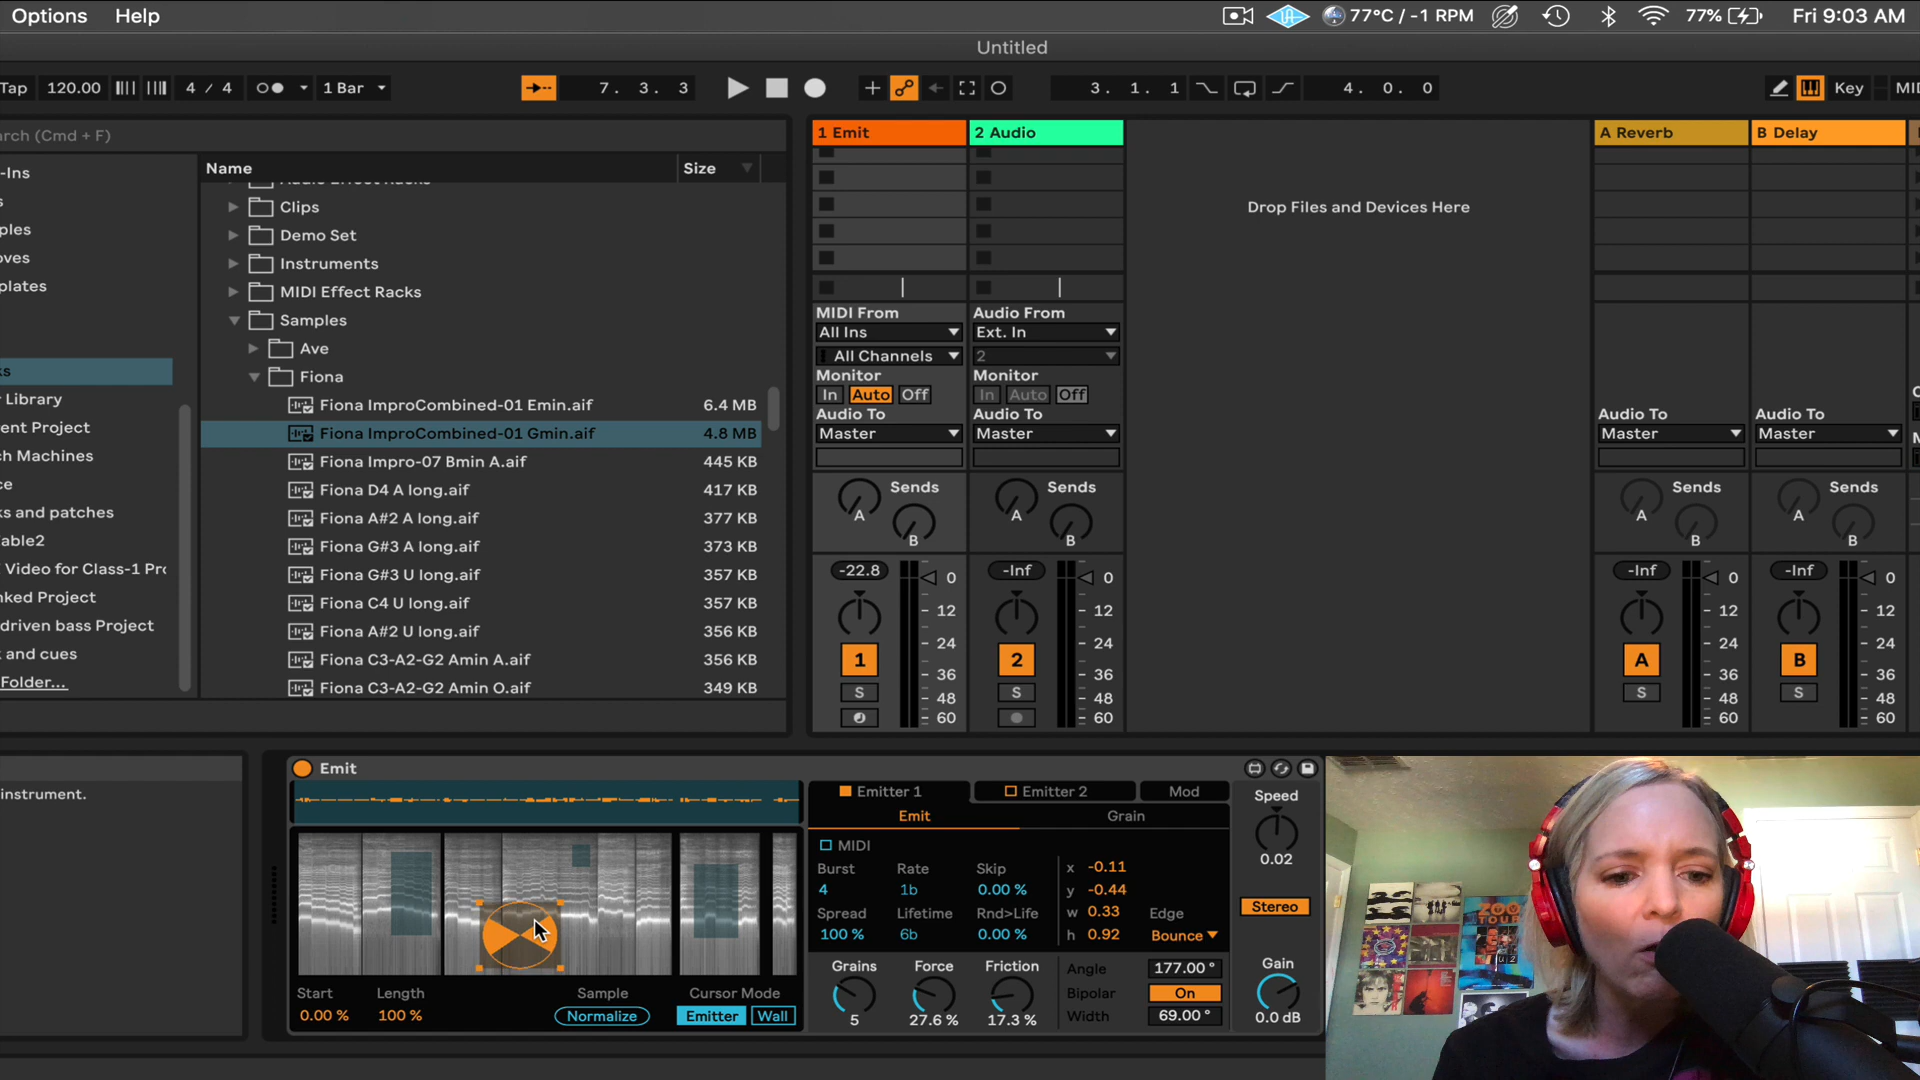 Options Help 77°C / -1 RPM 77% Fri 9:03 AM
Untitled
Tap 120.00 4 / 4 1 Bar 7. 3. 3 3. 1. 1 4. 0. 0 Key MI
rch (Cmd + F)
Name Size
-Ins
s
ples
oves
plates
ks
r Library
ent Project
ch Machines
ce
ks and patches
able2
Video for Class-1 Pro
nked Project
driven bass Project
k and cues
Folder...
Clips
Demo Set
Instruments
MIDI Effect Racks
Samples
Ave
Fiona
Fiona ImproCombined-01 Emin.aif 6.4 MB
Fiona ImproCombined-01 Gmin.aif 4.8 MB
Fiona Impro-07 Bmin A.aif 445 KB
Fiona D4 A long.aif 417 KB
Fiona A#2 A long.aif 377 KB
Fiona G#3 A long.aif 373 KB
Fiona G#3 U long.aif 357 KB
Fiona C4 U long.aif 357 KB
Fiona A#2 U long.aif 356 KB
Fiona C3-A2-G2 Amin A.aif 356 KB
Fiona C3-A2-G2 Amin O.aif 349 KB
1 Emit 2 Audio A Reverb B Delay
Drop Files and Devices Here
MIDI From Audio From
All Ins Ext. In
All Channels 2
Monitor Monitor
In Auto Off In Auto Off
Audio To Audio To Audio To Audio To
Master Master Master Master
Sends Sends Sends Sends
A A A A
B B B B
-22.8 0 -Inf 0 -Inf 0 -Inf 0
12 12 12 12
24 24 24 24
1 2 A B
36 36 36 36
S S S S
48 48 48 48
60 60 60 60
instrument.
Emit
Emitter 1 Emitter 2 Mod Speed
Emit Grain
0.02
MIDI
Burst Rate Skip x -0.11
4 1b 0.00 % y -0.44
Spread Lifetime Rnd>Life w 0.33 Edge
100 % 6b 0.00 % h 0.92 Bounce
Stereo
Grains Force Friction Angle 177.00 ° Gain
Start Length Sample Cursor Mode Bipolar On
0.00 % 100 % Normalize Emitter Wall 5 27.6 % 17.3 % Width 69.00 ° 0.0 dB
ZOO
TOUR
U2